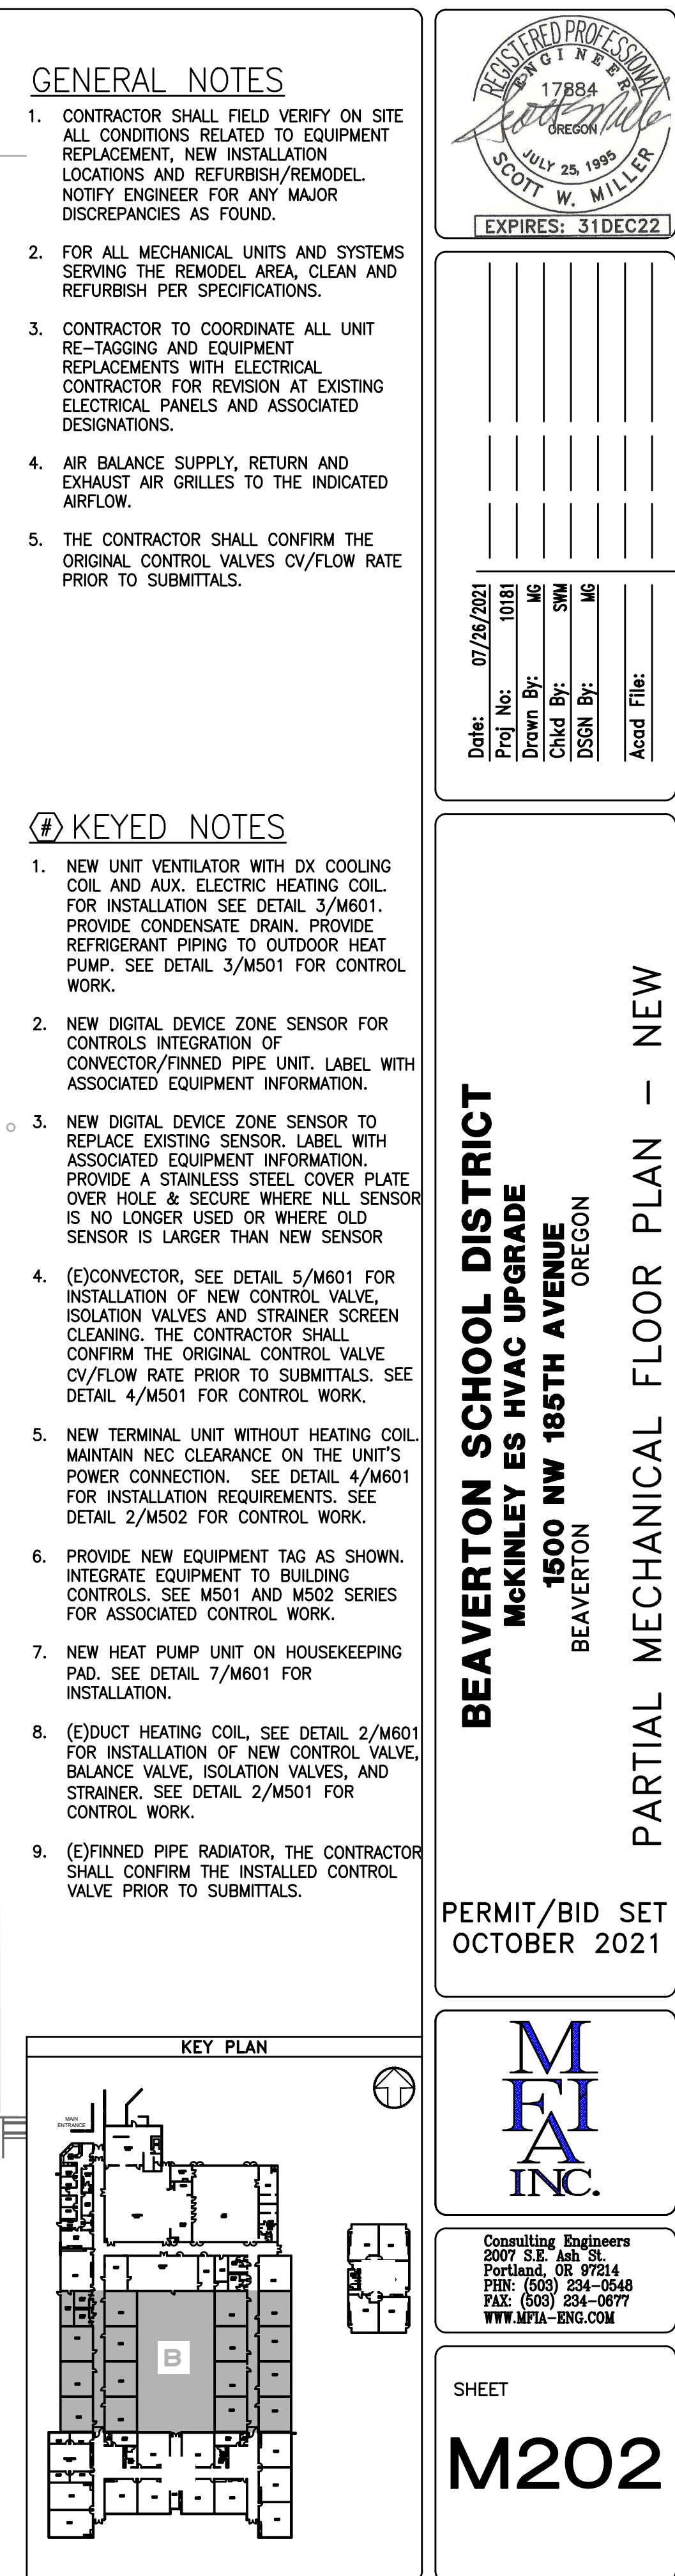 GENERAL NOTES
1. CONTRACTOR SHALL FIELD VERIFY ON SITE
ALL CONDITIONS RELATED TO EQUIPMENT
REPLACEMENT, NEW INSTALLATION
LOCATIONS AND REFURBISH/REMODEL.
NOTIFY ENGINEER FOR ANY MAJOR
DISCREPANCIES AS FOUND.
2. FOR ALL MECHANICAL UNITS AND SYSTEMS
SERVING THE REMODEL AREA, CLEAN AND
REFURBISH PER SPECIFICATIONS.
3. CONTRACTOR TO COORDINATE ALL UNIT
RE-TAGGING AND EQUIPMENT
REPLACEMENTS WITH ELECTRICAL
CONTRACTOR FOR REVISION AT EXISTING
ELECTRICAL PANELS AND ASSOCIATED
DESIGNATIONS.
4. AIR BALANCE SUPPLY, RETURN AND
EXHAUST AIR GRILLES TO THE INDICATED
AIRFLOW.
5. THE CONTRACTOR SHALL CONFIRM THE
ORIGINAL CONTROL VALVES CV/FLOW RATE
PRIOR TO SUBMITTALS.
# KEYED NOTES
1. NEW UNIT VENTILATOR WITH DX COOLING
COIL AND AUX. ELECTRIC HEATING COIL.
FOR INSTALLATION SEE DETAIL 3/M601.
PROVIDE CONDENSATE DRAIN. PROVIDE
REFRIGERANT PIPING TO OUTDOOR HEAT
PUMP. SEE DETAIL 3/M501 FOR CONTROL
WORK.
2. NEW DIGITAL DEVICE ZONE SENSOR FOR
CONTROLS INTEGRATION OF
CONVECTOR/FINNED PIPE UNIT. LABEL WITH
ASSOCIATED EQUIPMENT INFORMATION.
3. NEW DIGITAL DEVICE ZONE SENSOR TO
REPLACE EXISTING SENSOR. LABEL WITH
ASSOCIATED EQUIPMENT INFORMATION.
PROVIDE A STAINLESS STEEL COVER PLATE
OVER HOLE & SECURE WHERE NLL SENSOR
IS NO LONGER USED OR WHERE OLD
SENSOR IS LARGER THAN NEW SENSOR
4. (E)CONVECTOR, SEE DETAIL 5/M601 FOR
INSTALLATION OF NEW CONTROL VALVE,
ISOLATION VALVES AND STRAINER SCREEN
CLEANING. THE CONTRACTOR SHALL
CONFIRM THE ORIGINAL CONTROL VALVE
CV/FLOW RATE PRIOR TO SUBMITTALS. SEE
DETAIL 4/M501 FOR CONTROL WORK.
5. NEW TERMINAL UNIT WITHOUT HEATING COIL.
MAINTAIN NEC CLEARANCE ON THE UNIT'S
POWER CONNECTION. SEE DETAIL 4/M601
FOR INSTALLATION REQUIREMENTS. SEE
DETAIL 2/M502 FOR CONTROL WORK.
6. PROVIDE NEW EQUIPMENT TAG AS SHOWN.
INTEGRATE EQUIPMENT TO BUILDING
CONTROLS. SEE M501 AND M502 SERIES
FOR ASSOCIATED CONTROL WORK.
7. NEW HEAT PUMP UNIT ON HOUSEKEEPING
PAD. SEE DETAIL 7/M601 FOR
INSTALLATION.
8. (E)DUCT HEATING COIL, SEE DETAIL 2/M601
FOR INSTALLATION OF NEW CONTROL VALVE,
BALANCE VALVE, ISOLATION VALVES, AND
STRAINER. SEE DETAIL 2/M501 FOR
CONTROL WORK.
9. (E)FINNED PIPE RADIATOR, THE CONTRACTOR
SHALL CONFIRM THE INSTALLED CONTROL
VALVE PRIOR TO SUBMITTALS.
KEY PLAN
MAIN
ENTRANCE
B
REGISTERED PROFESSIONAL
ENGINEER
17884
Scott Miller
OREGON
JULY 25, 1995
SCOTT W. MILLER
EXPIRES: 31DEC22
Date: 07/26/2021
Proj No: 10181
Drawn By: MG
Chkd By: SWM
DSGN By: MG
Acad File:
BEAVERTON SCHOOL DISTRICT
McKINLEY ES HVAC UPGRADE
1500 NW 185TH AVENUE
BEAVERTON OREGON
PARTIAL MECHANICAL FLOOR PLAN - NEW
PERMIT/BID SET
OCTOBER 2021
MFIA INC.
Consulting Engineers
2007 S.E. Ash St.
Portland, OR 97214
PHN: (503) 234-0548
FAX: (503) 234-0677
WWW.MFIA-ENG.COM
SHEET
M202